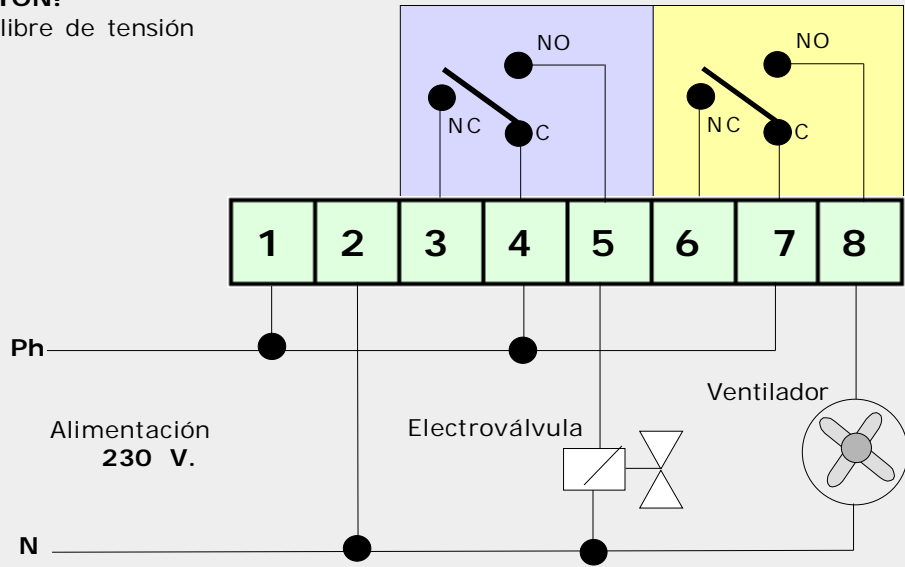 libre de tensión
NO
NC
C
NO
NC
C
1 2 3 4 5 6 7 8
Ph
Ventilador
Electroválvula
Alimentación
230 V.
N